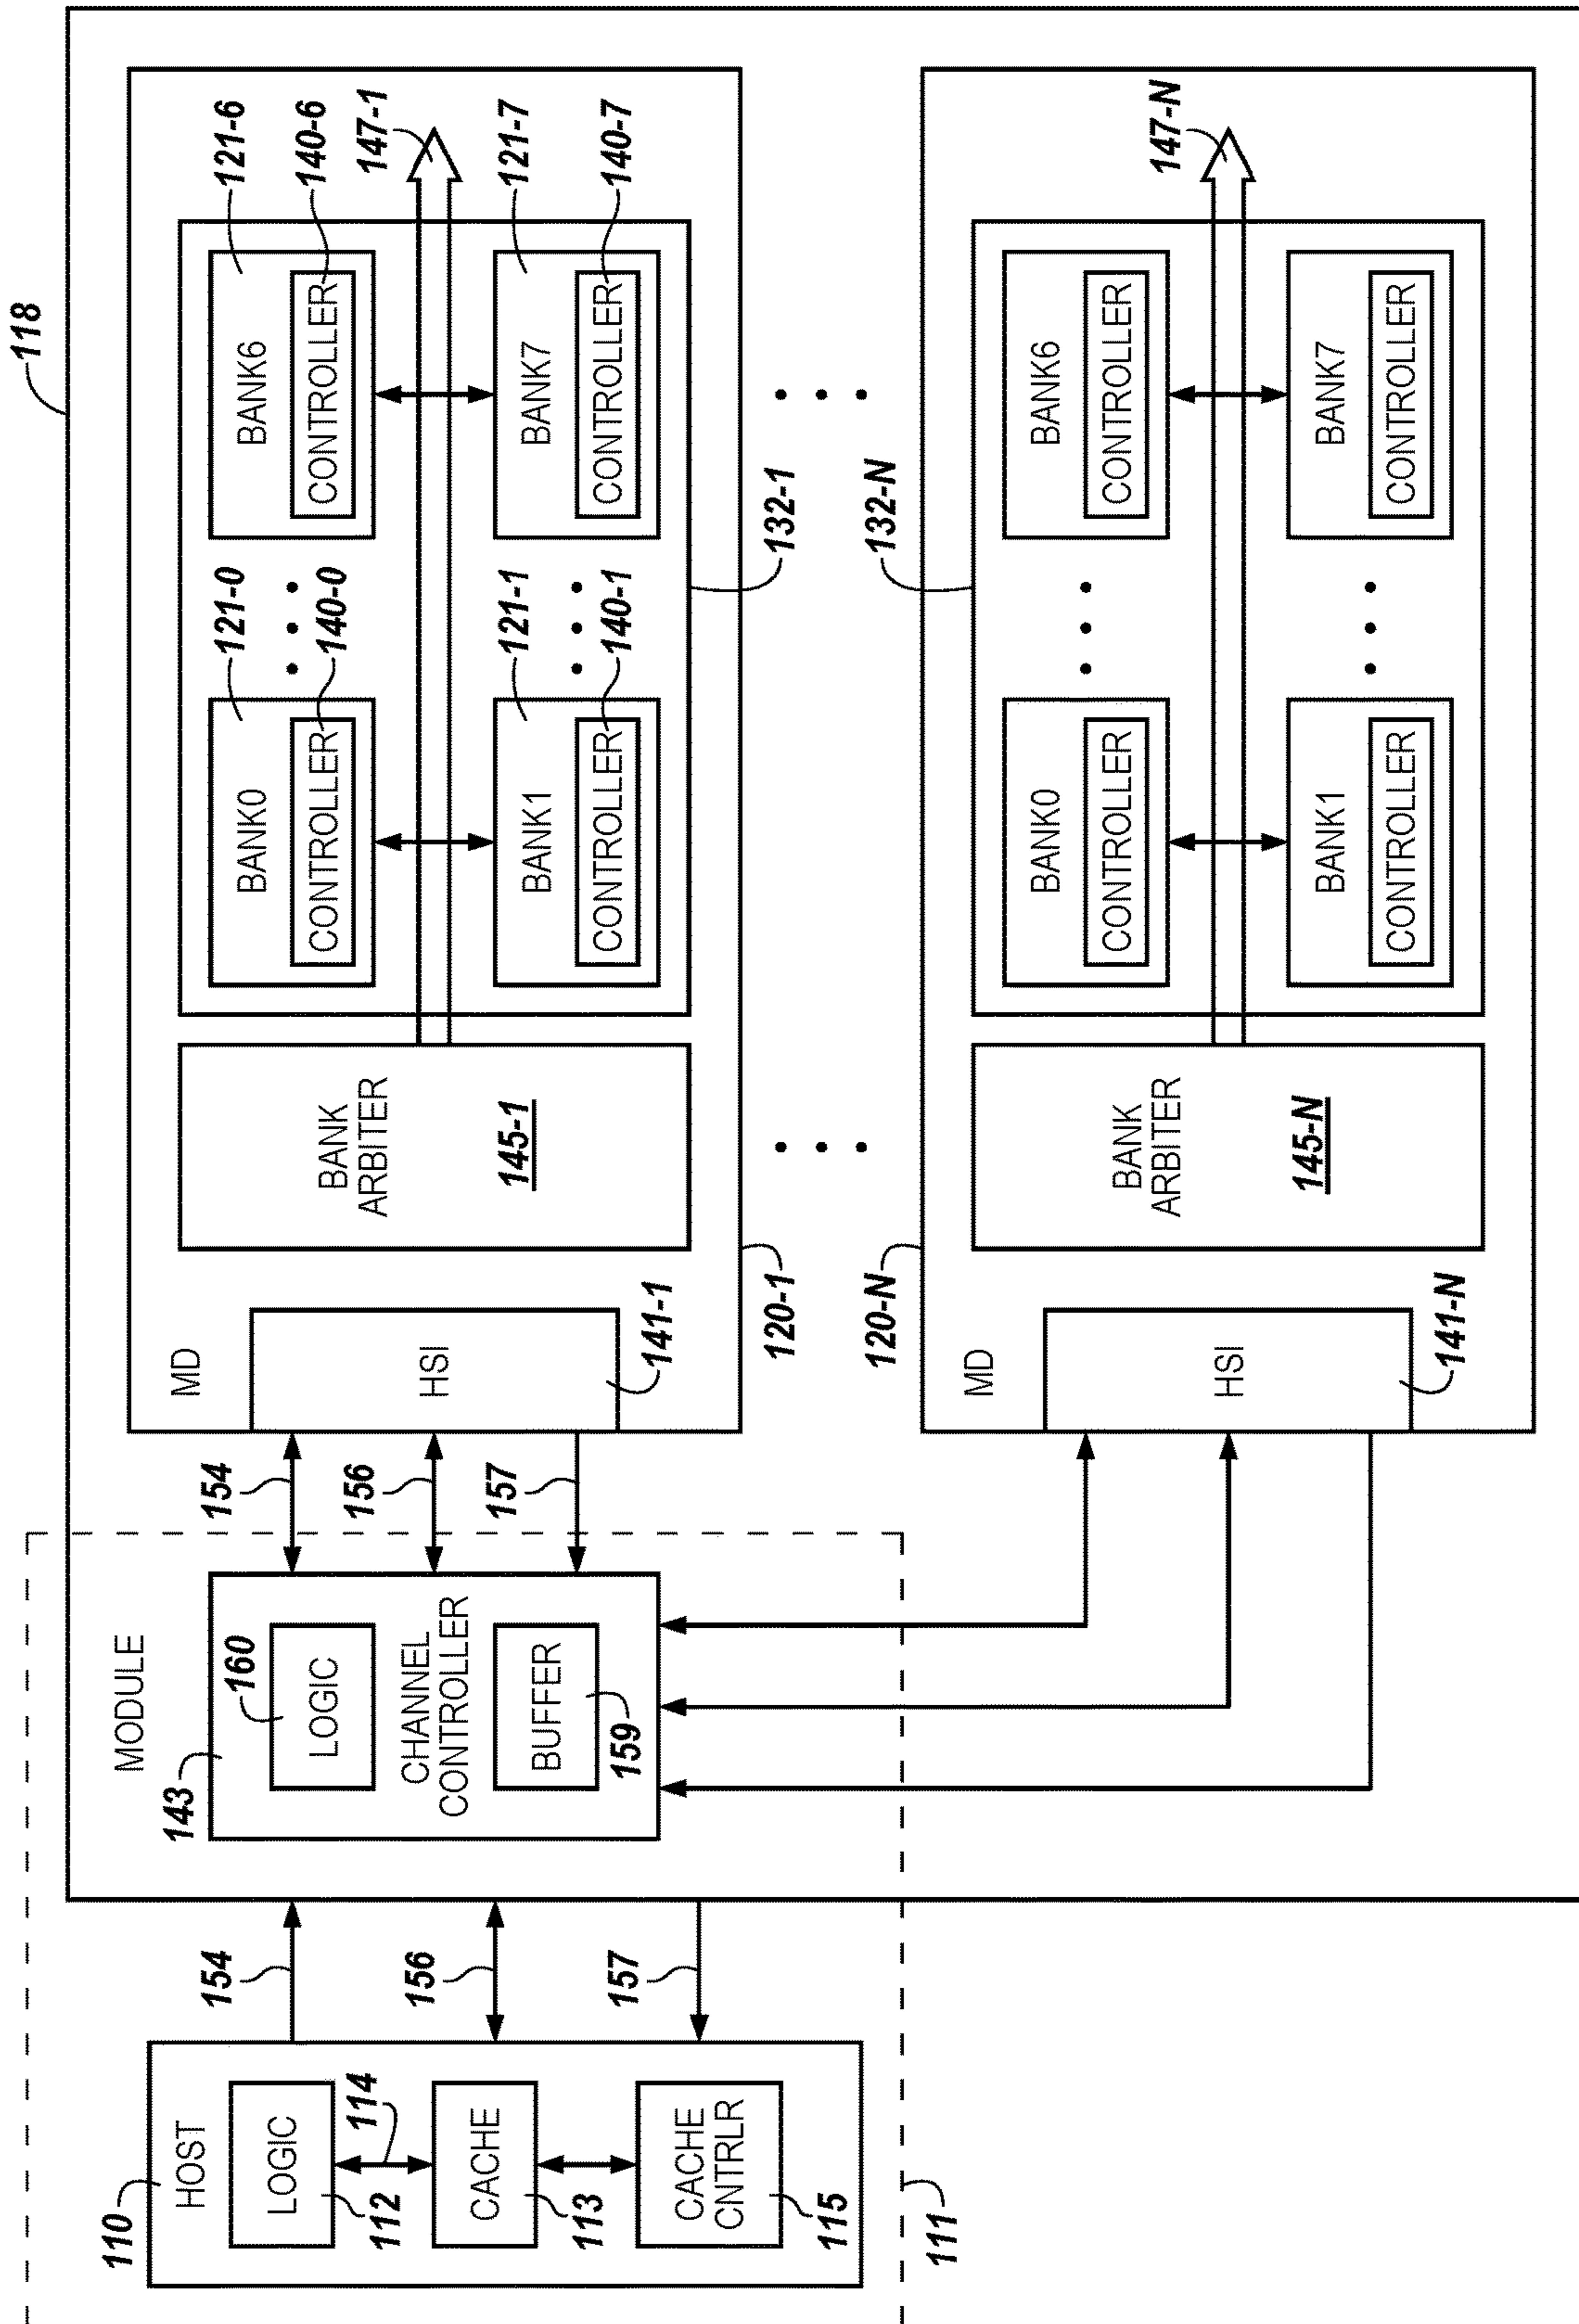 118
110
HOST
LOGIC
112
114
CACHE
113
CACHE
CNTRLR
115
111
154
156
157
MODULE
143
160
LOGIC
CHANNEL
CONTROLLER
BUFFER
159
154
156
157
MD
HSI
141-1
120-1
BANK
ARBITER
145-1
121-0
BANK0
CONTROLLER
140-0
121-6
BANK6
CONTROLLER
140-6
147-1
121-1
BANK1
CONTROLLER
140-1
121-7
BANK7
CONTROLLER
140-7
132-1
120-N
MD
HSI
141-N
BANK
ARBITER
145-N
132-N
BANK0
CONTROLLER
BANK6
CONTROLLER
147-N
BANK1
CONTROLLER
BANK7
CONTROLLER